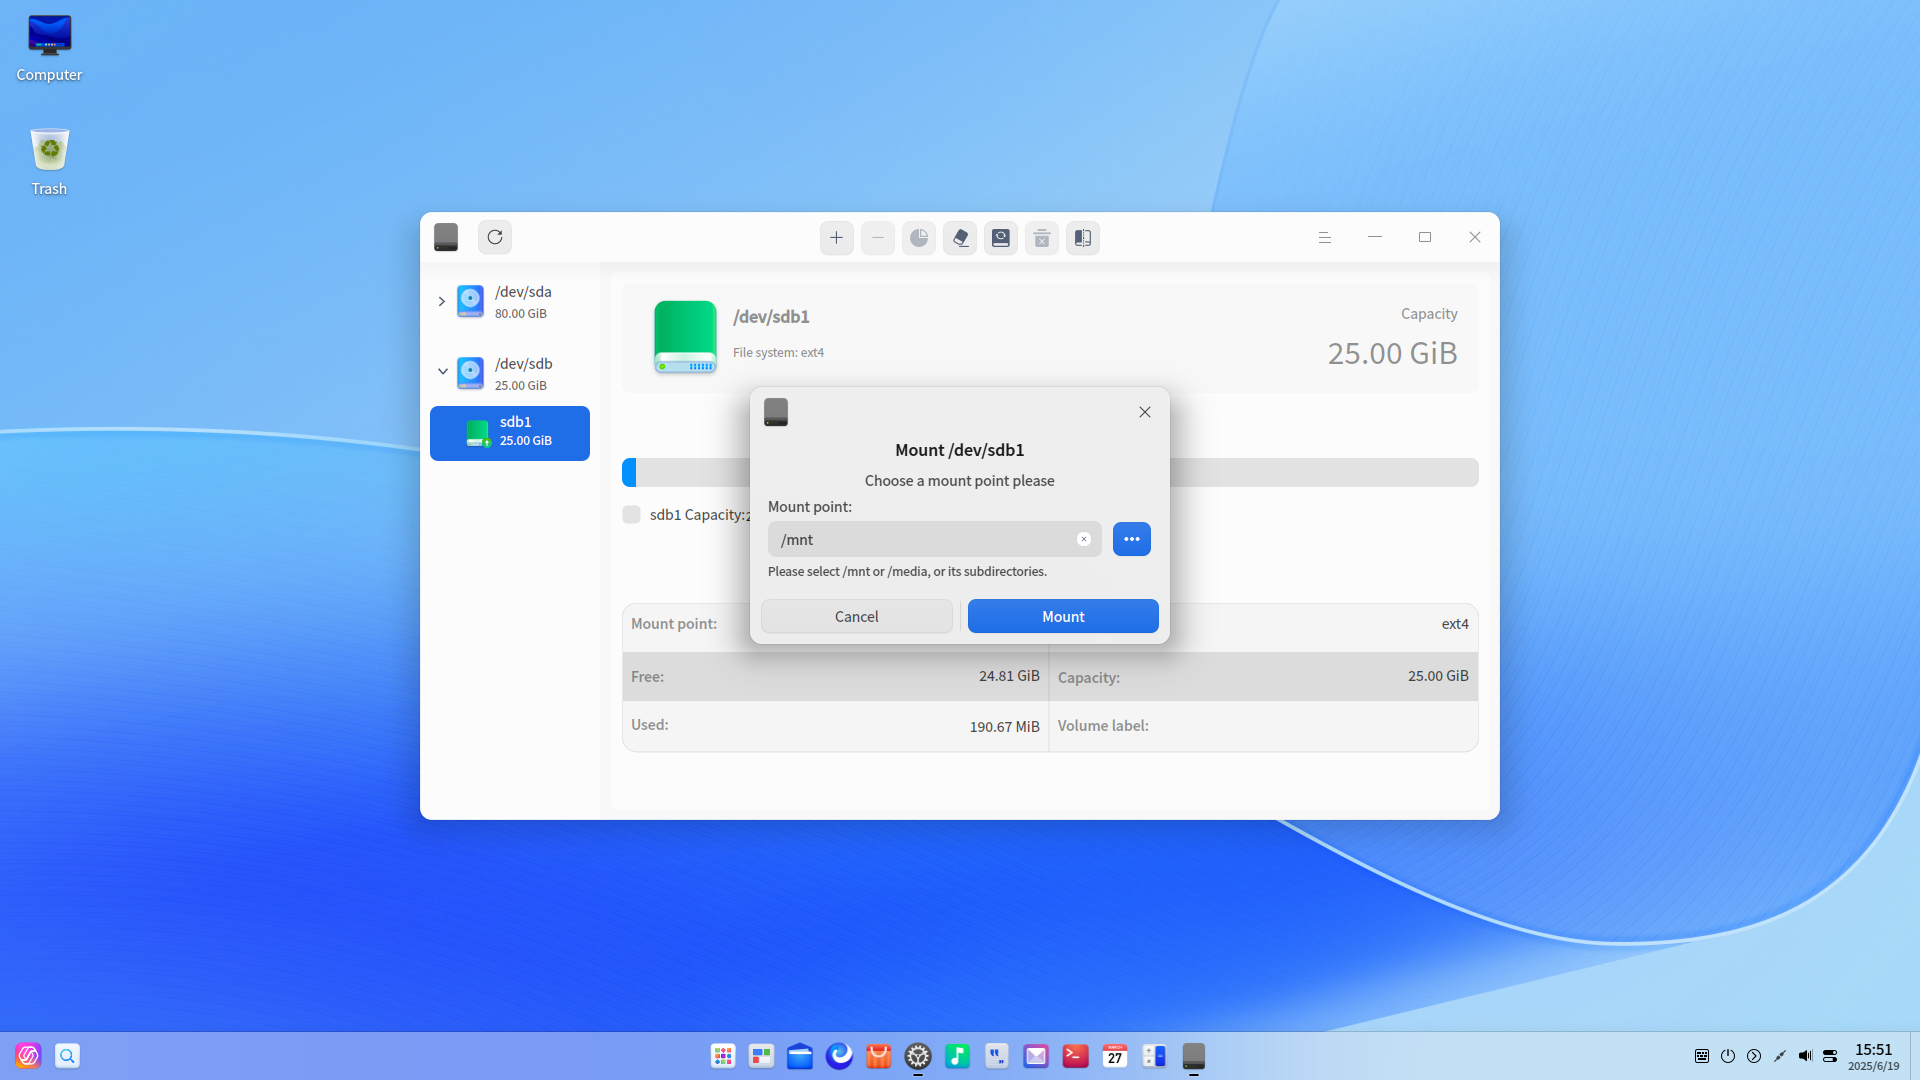 Computer
Trash
/dev/sda
80.00 GiB
/dev/sdb
25.00 GiB
sdb1
25.00 GiB
/dev/sdb1
File system: ext4
Capacity
25.00 GiB
sdb1 Capacity:
Mount /dev/sdb1
Choose a mount point please
Mount point:
/mnt
Please select /mnt or /media, or its subdirectories.
Cancel
Mount
Mount point:
ext4
Free:
24.81 GiB
Capacity:
25.00 GiB
Used:
190.67 MiB
Volume label:
MARCH
27
15:51
2025/6/19